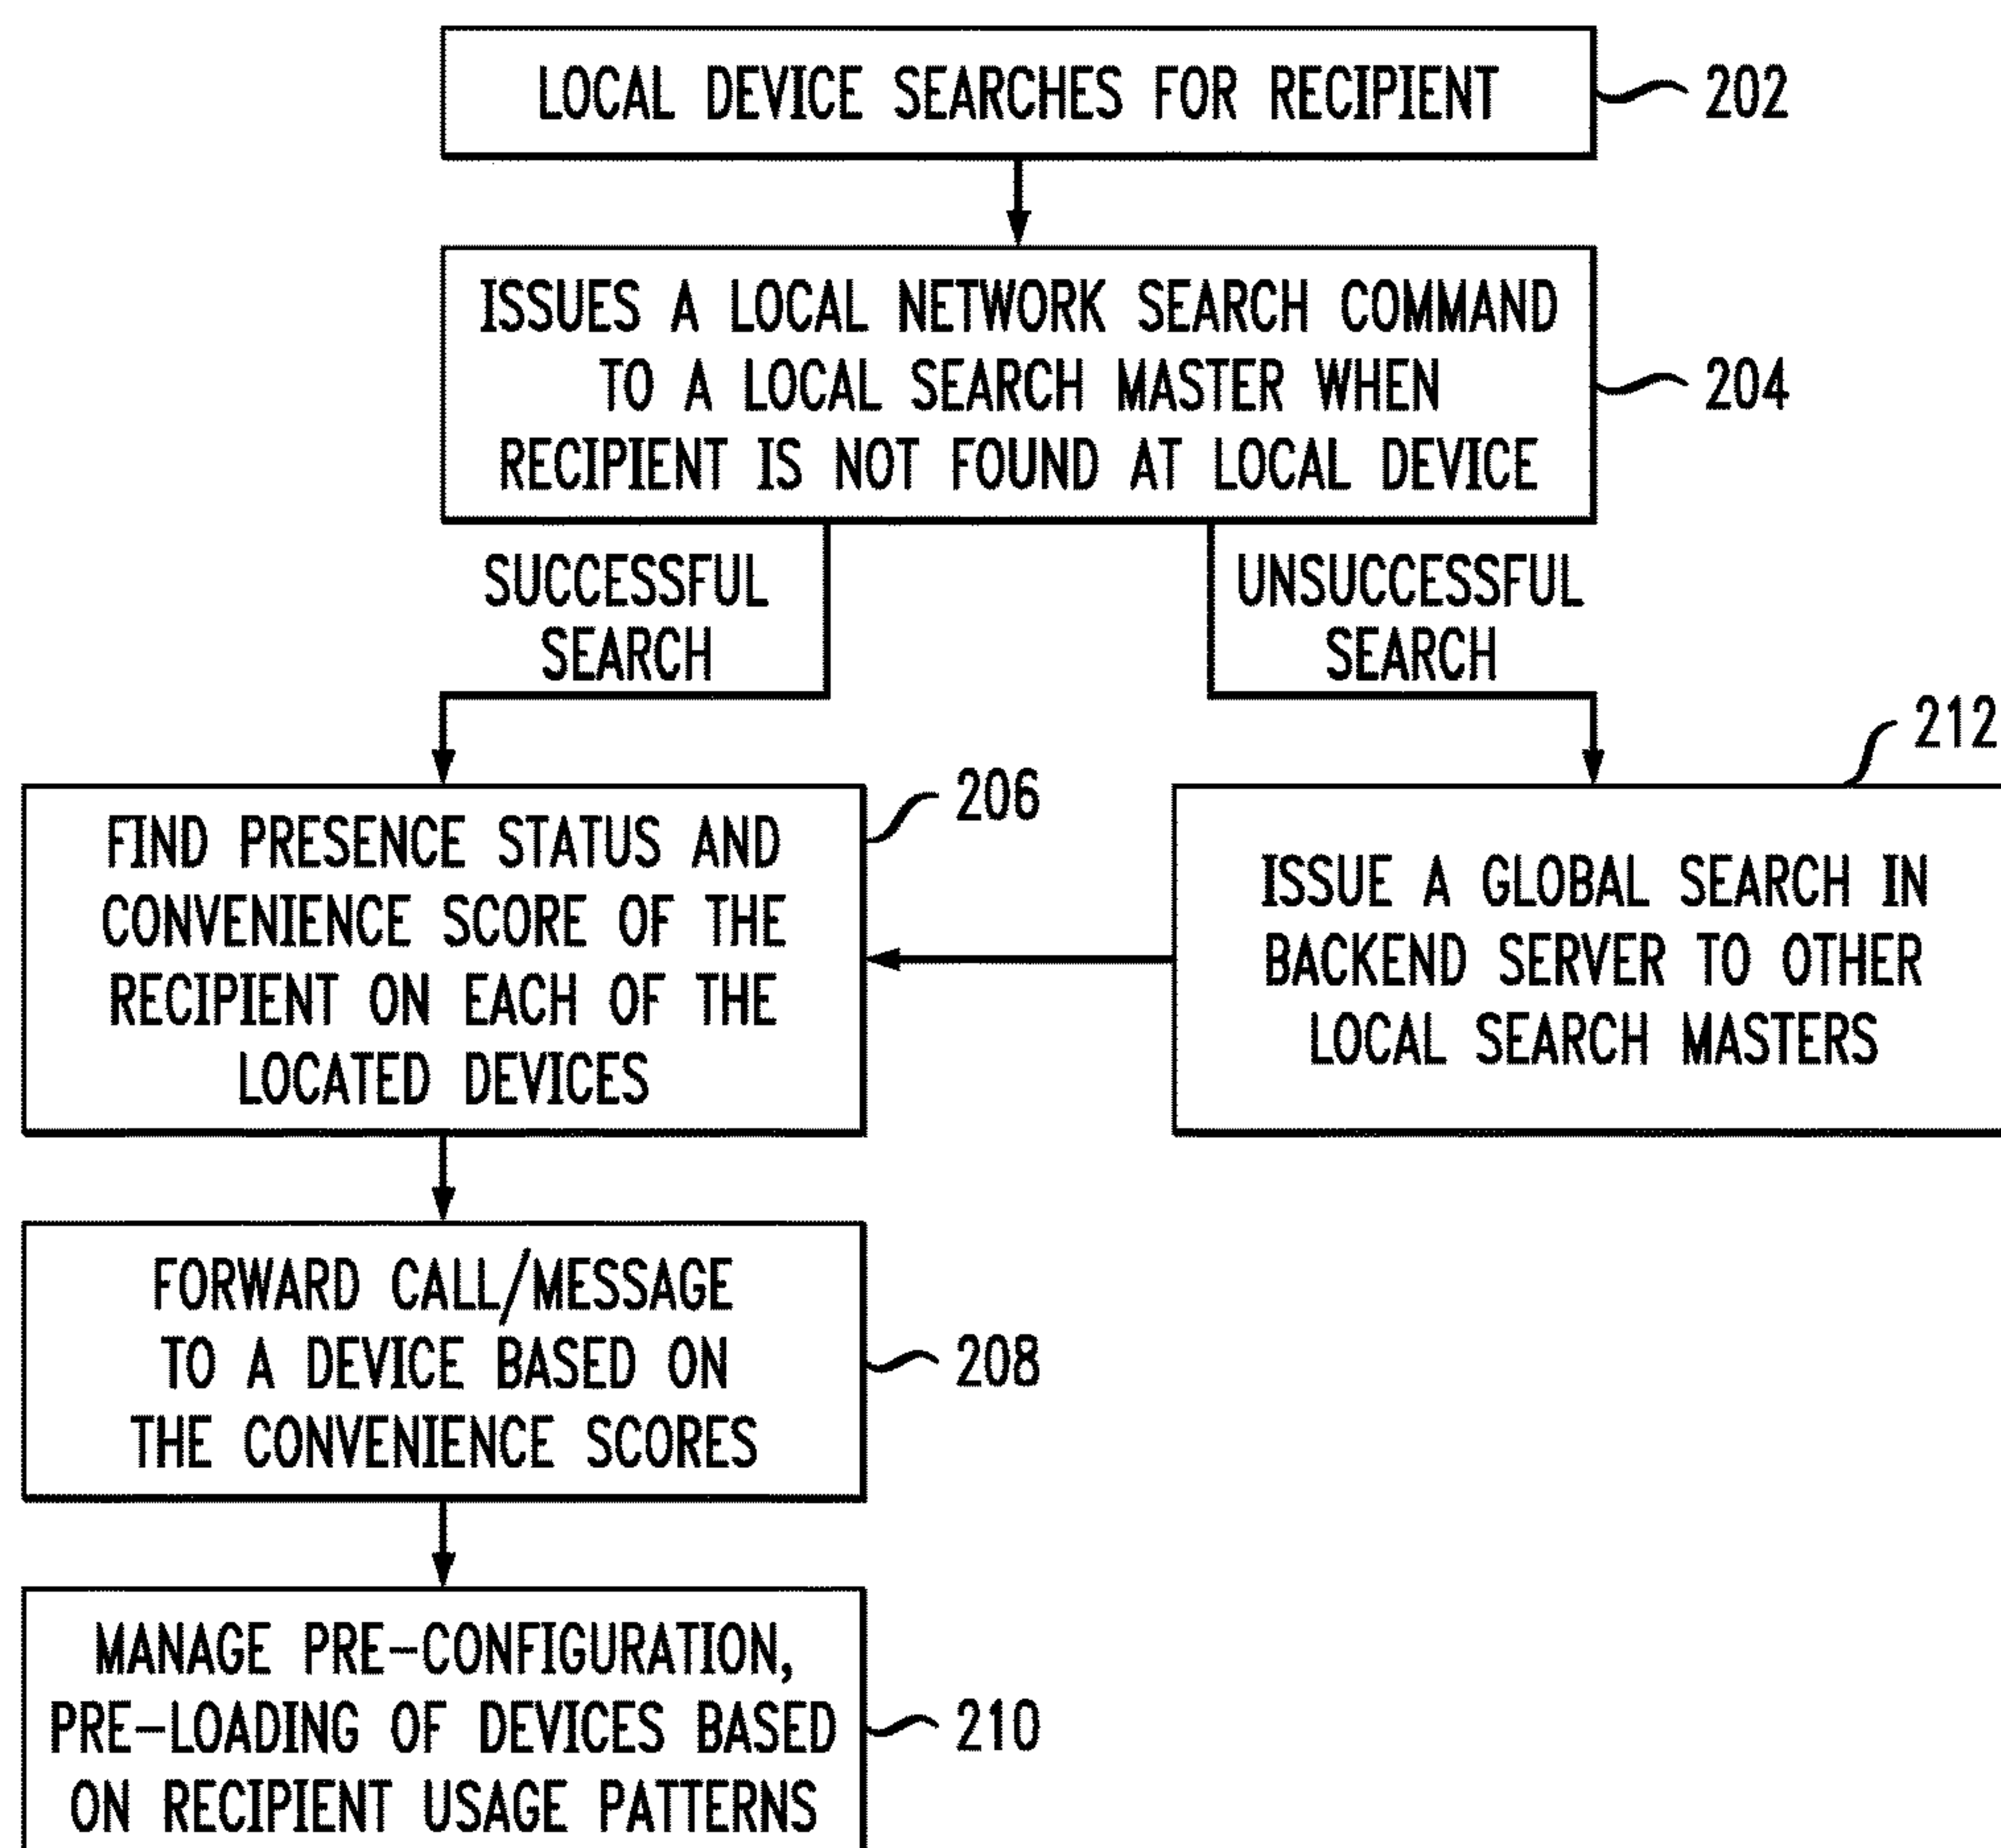 LOCAL DEVICE SEARCHES FOR RECIPIENT
202
ISSUES A LOCAL NETWORK SEARCH COMMAND
TO A LOCAL SEARCH MASTER WHEN
RECIPIENT IS NOT FOUND AT LOCAL DEVICE
204
SUCCESSFUL
SEARCH
UNSUCCESSFUL
SEARCH
FIND PRESENCE STATUS AND
CONVENIENCE SCORE OF THE
RECIPIENT ON EACH OF THE
LOCATED DEVICES
206
212
ISSUE A GLOBAL SEARCH IN
BACKEND SERVER TO OTHER
LOCAL SEARCH MASTERS
FORWARD CALL/MESSAGE
TO A DEVICE BASED ON
THE CONVENIENCE SCORES
208
MANAGE PRE-CONFIGURATION,
PRE-LOADING OF DEVICES BASED
ON RECIPIENT USAGE PATTERNS
210